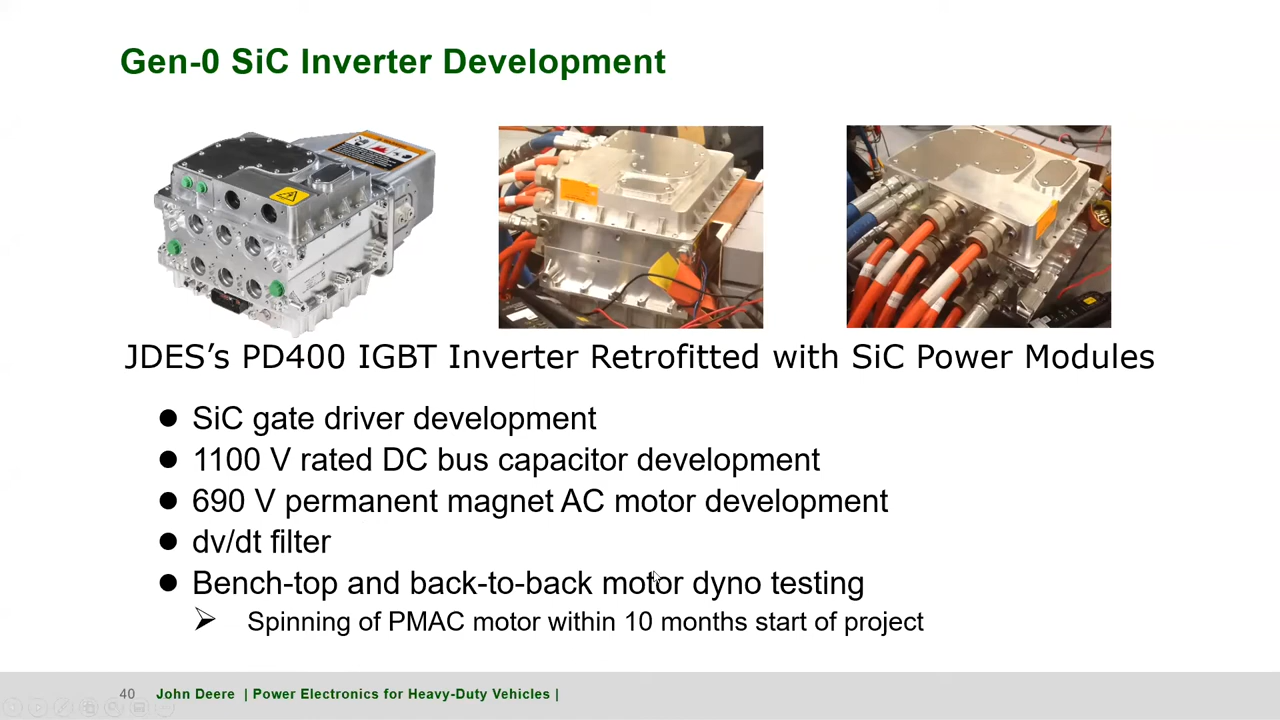 Gen-0 SiC Inverter Development
JDES’s PD400 IGBT Inverter Retrofitted with SiC Power Modules
● SiC gate driver development
● 1100 V rated DC bus capacitor development
● 690 V permanent magnet AC motor development
● dv/dt filter
● Bench-top and back-to-back motor dyno testing
➢ Spinning of PMAC motor within 10 months start of project
40 John Deere | Power Electronics for Heavy-Duty Vehicles |